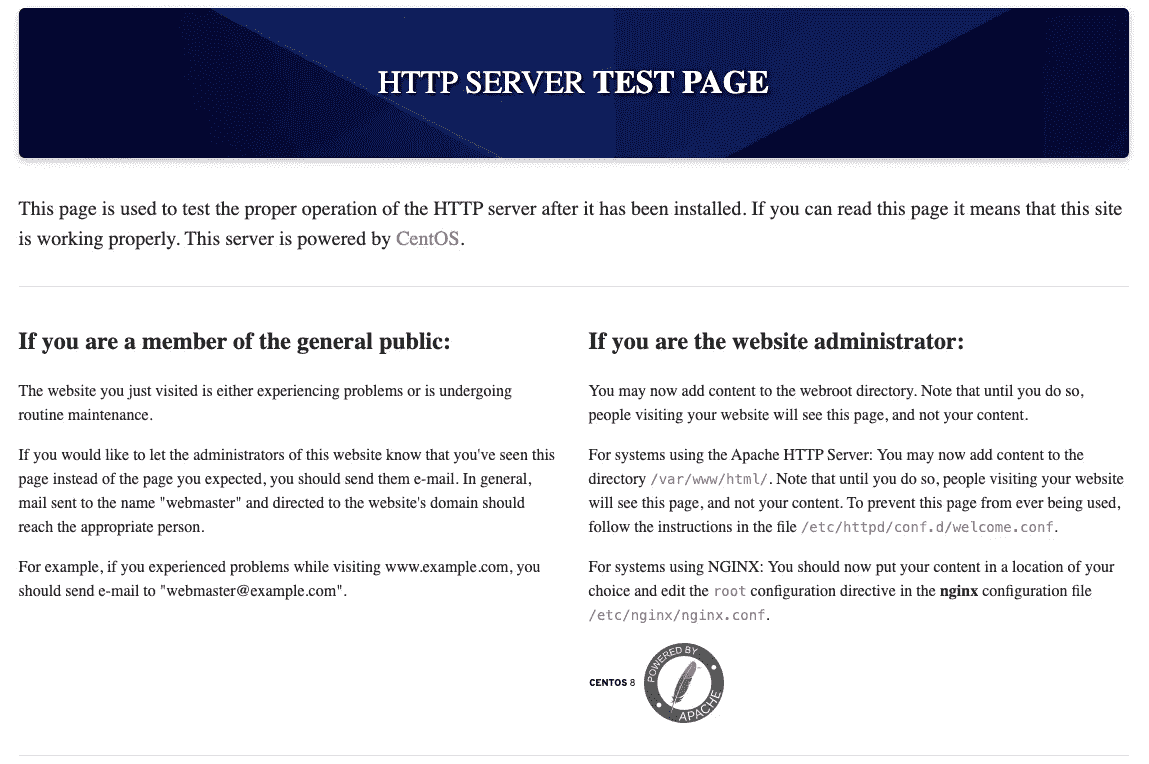 HTTP SERVER TEST PAGE
This page is used to test the proper operation of the HTTP server after it has been installed. If you can read this page it means that this site
is working properly. This server is powered by CentOS.
If you are a member of the general public:
The website you just visited is either experiencing problems or is undergoing
routine maintenance.
If you would like to let the administrators of this website know that you've seen this
page instead of the page you expected, you should send them e-mail. In general,
mail sent to the name "webmaster" and directed to the website's domain should
reach the appropriate person.
For example, if you experienced problems while visiting www.example.com, you
should send e-mail to "webmaster@example.com".
If you are the website administrator:
You may now add content to the webroot directory. Note that until you do so,
people visiting your website will see this page, and not your content.
For systems using the Apache HTTP Server: You may now add content to the
directory /var/www/html/. Note that until you do so, people visiting your website
will see this page, and not your content. To prevent this page from ever being used,
follow the instructions in the file /etc/httpd/conf.d/welcome.conf.
For systems using NGINX: You should now put your content in a location of your
choice and edit the root configuration directive in the nginx configuration file
/etc/nginx/nginx.conf.
CENTOS 8
POWERED BY
APACHE